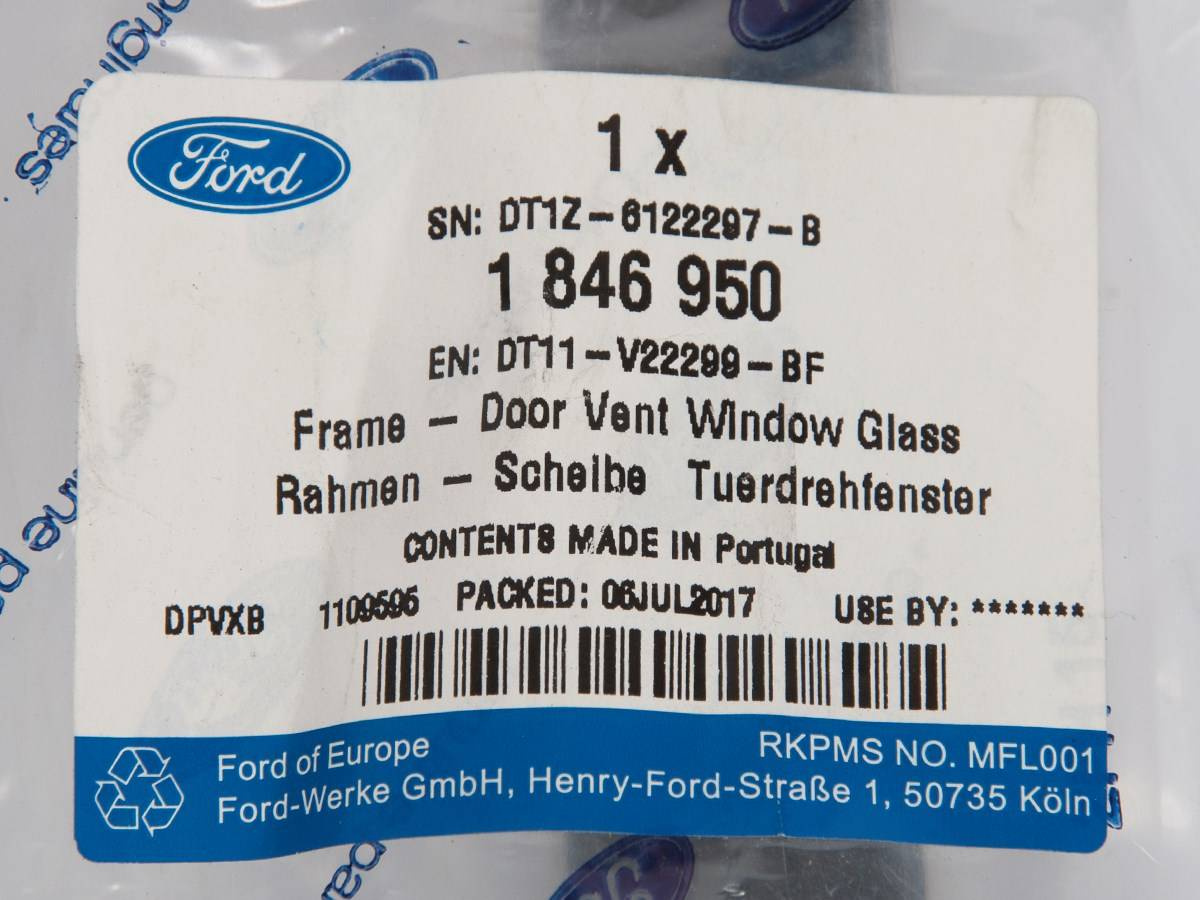 Ford
1 x
SN: DT1Z-6122297-B
1 846 950
EN: DT11-V22299-BF
Frame - Door Vent Window Glass
Rahmen - Scheibe Tuerdrehfenster
CONTENTS MADE IN Portugal
DPVXB 1109595 PACKED: 06JUL2017 USE BY: *******
Ford of Europe RKPMS NO. MFL001
Ford-Werke GmbH, Henry-Ford-Straße 1, 50735 Köln